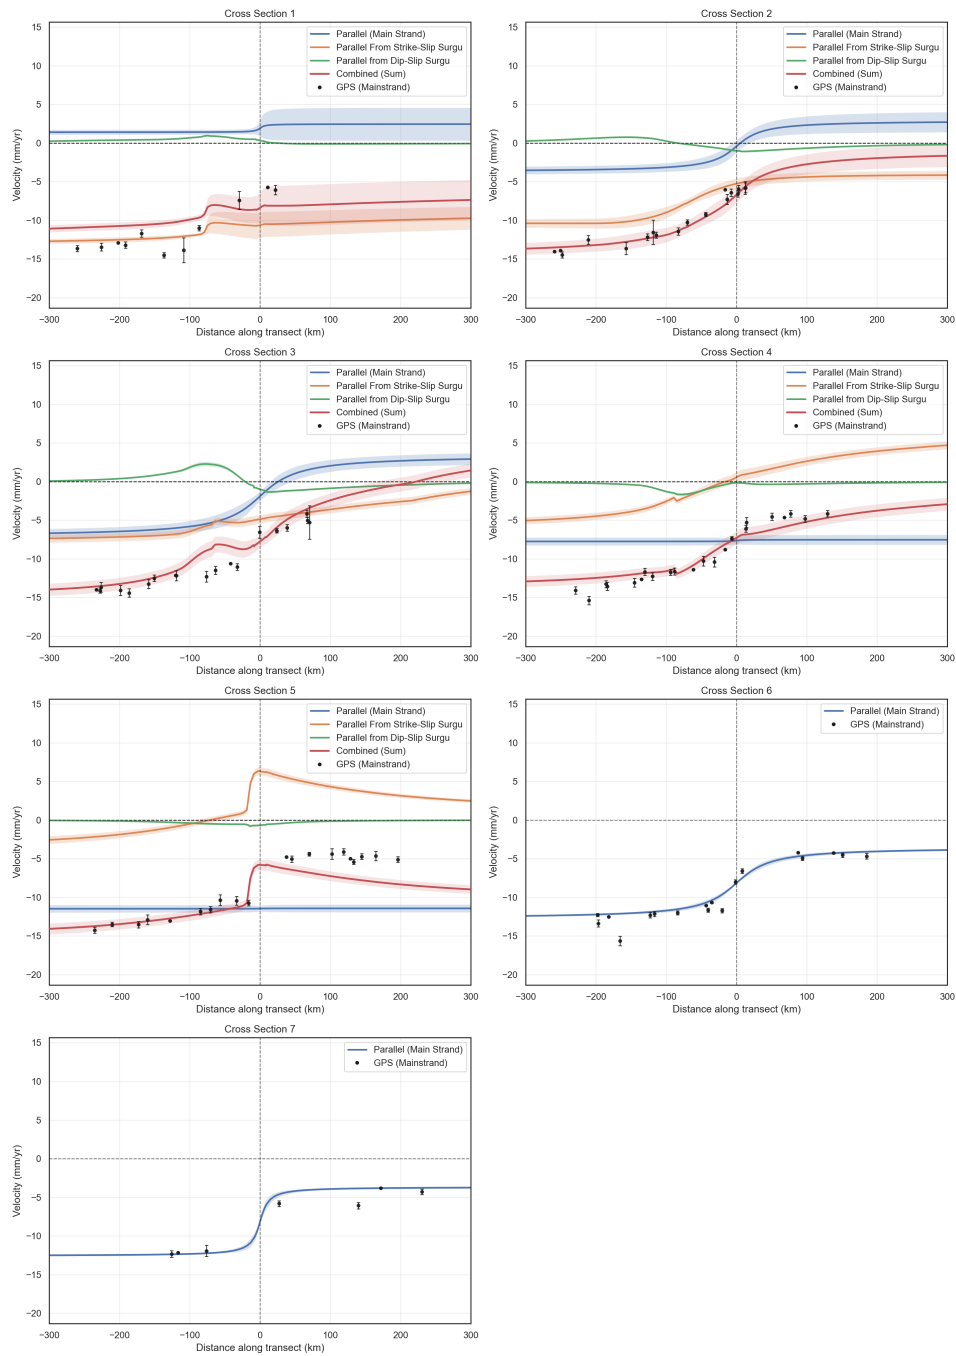 Cross Section 1
Velocity (mm/yr)
15
10
5
0
−5
−10
−15
−20
Parallel (Main Strand)
Parallel From Strike-Slip Surgu
Parallel from Dip-Slip Surgu
Combined (Sum)
GPS (Mainstrand)
−300 −200 −100 0 100 200 300
Distance along transect (km)
Cross Section 2
Velocity (mm/yr)
15
10
5
0
−5
−10
−15
−20
Parallel (Main Strand)
Parallel From Strike-Slip Surgu
Parallel from Dip-Slip Surgu
Combined (Sum)
GPS (Mainstrand)
−300 −200 −100 0 100 200 300
Distance along transect (km)
Cross Section 3
Velocity (mm/yr)
15
10
5
0
−5
−10
−15
−20
Parallel (Main Strand)
Parallel From Strike-Slip Surgu
Parallel from Dip-Slip Surgu
Combined (Sum)
GPS (Mainstrand)
−300 −200 −100 0 100 200 300
Distance along transect (km)
Cross Section 4
Velocity (mm/yr)
15
10
5
0
−5
−10
−15
−20
Parallel (Main Strand)
Parallel From Strike-Slip Surgu
Parallel from Dip-Slip Surgu
Combined (Sum)
GPS (Mainstrand)
−300 −200 −100 0 100 200 300
Distance along transect (km)
Cross Section 5
Velocity (mm/yr)
15
10
5
0
−5
−10
−15
−20
Parallel (Main Strand)
Parallel From Strike-Slip Surgu
Parallel from Dip-Slip Surgu
Combined (Sum)
GPS (Mainstrand)
−300 −200 −100 0 100 200 300
Distance along transect (km)
Cross Section 6
Velocity (mm/yr)
15
10
5
0
−5
−10
−15
−20
Parallel (Main Strand)
GPS (Mainstrand)
−300 −200 −100 0 100 200 300
Distance along transect (km)
Cross Section 7
Velocity (mm/yr)
15
10
5
0
−5
−10
−15
−20
Parallel (Main Strand)
GPS (Mainstrand)
−300 −200 −100 0 100 200 300
Distance along transect (km)